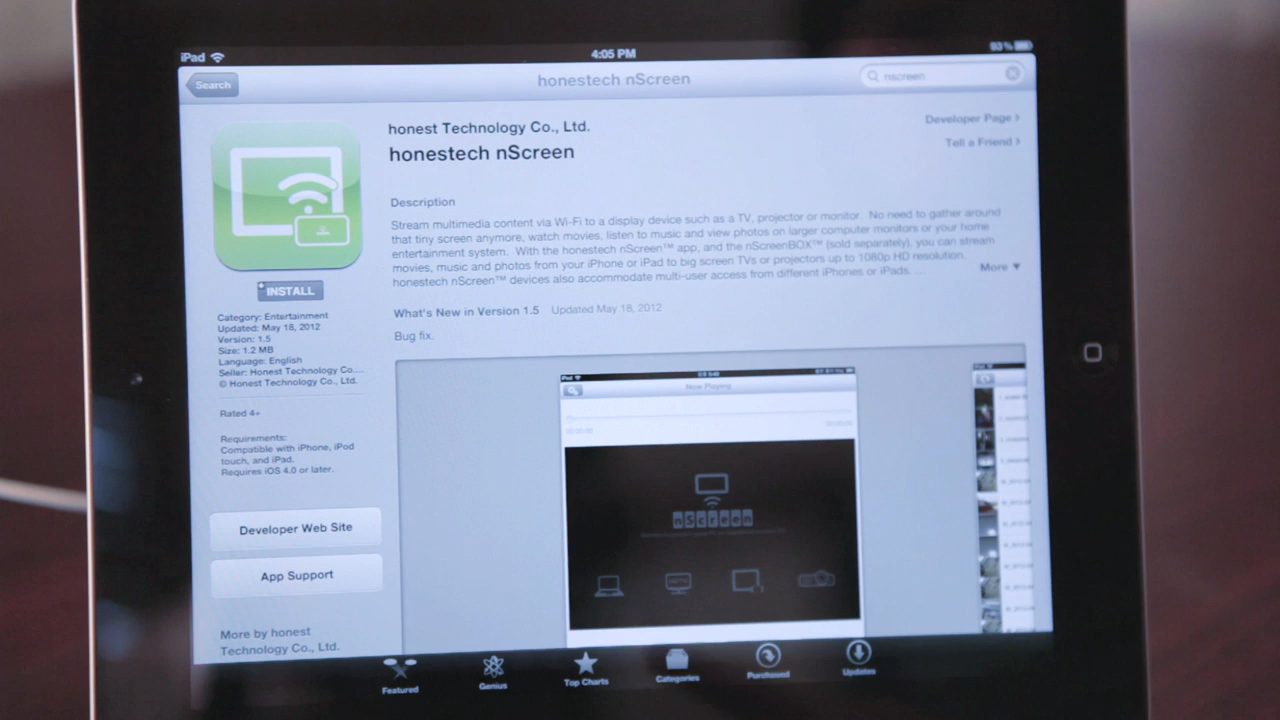 iPad
4:05 PM
93%
Search
honestech nScreen
nscreen
honest Technology Co., Ltd.
honestech nScreen
Developer Page >
Tell a Friend >
INSTALL
Category: Entertainment
Updated: May 18, 2012
Version: 1.5
Size: 1.2 MB
Language: English
Seller: Honest Technology Co....
© Honest Technology Co., Ltd.
Rated 4+
Requirements:
Compatible with iPhone, iPod
touch, and iPad.
Requires iOS 4.0 or later.
Developer Web Site
App Support
More by honest
Technology Co., Ltd.
Description
Stream multimedia content via Wi-Fi to a display device such as a TV, projector or monitor. No need to gather around
that tiny screen anymore, watch movies, listen to music and view photos on larger computer monitors or your home
entertainment system. With the honestech nScreen™ app, and the nScreenBOX™ (sold separately), you can stream
movies, music and photos from your iPhone or iPad to big screen TVs or projectors up to 1080p HD resolution.
honestech nScreen™ devices also accommodate multi-user access from different iPhones or iPads. ...
More ▼
What's New in Version 1.5 Updated May 18, 2012
Bug fix.
iPad
Now Playing
nScreen
Featured
Genius
Top Charts
Categories
Purchased
Updates